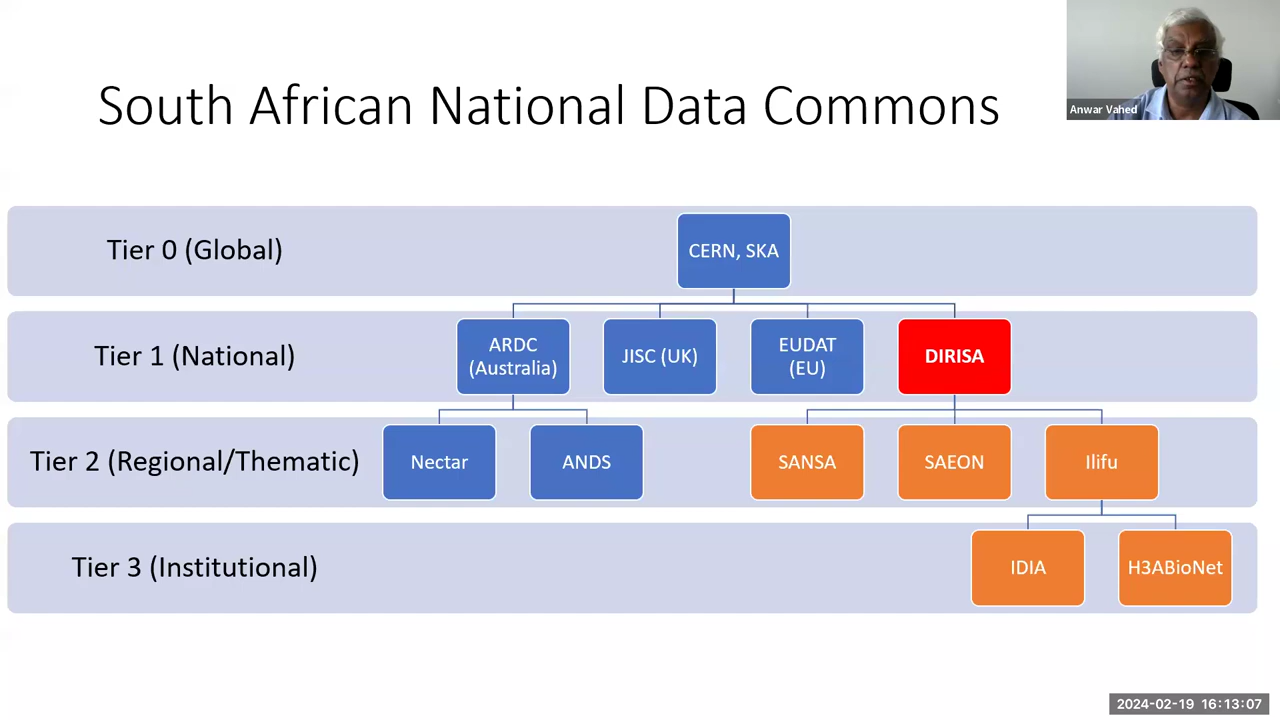 South African National Data Commons
Anwar Vahed
Tier 0 (Global)
CERN, SKA
Tier 1 (National)
ARDC
(Australia)
JISC (UK)
EUDAT
(EU)
DIRISA
Tier 2 (Regional/Thematic)
Nectar
ANDS
SANSA
SAEON
Ilifu
Tier 3 (Institutional)
IDIA
H3ABioNet
2024-02-19 16:13:07